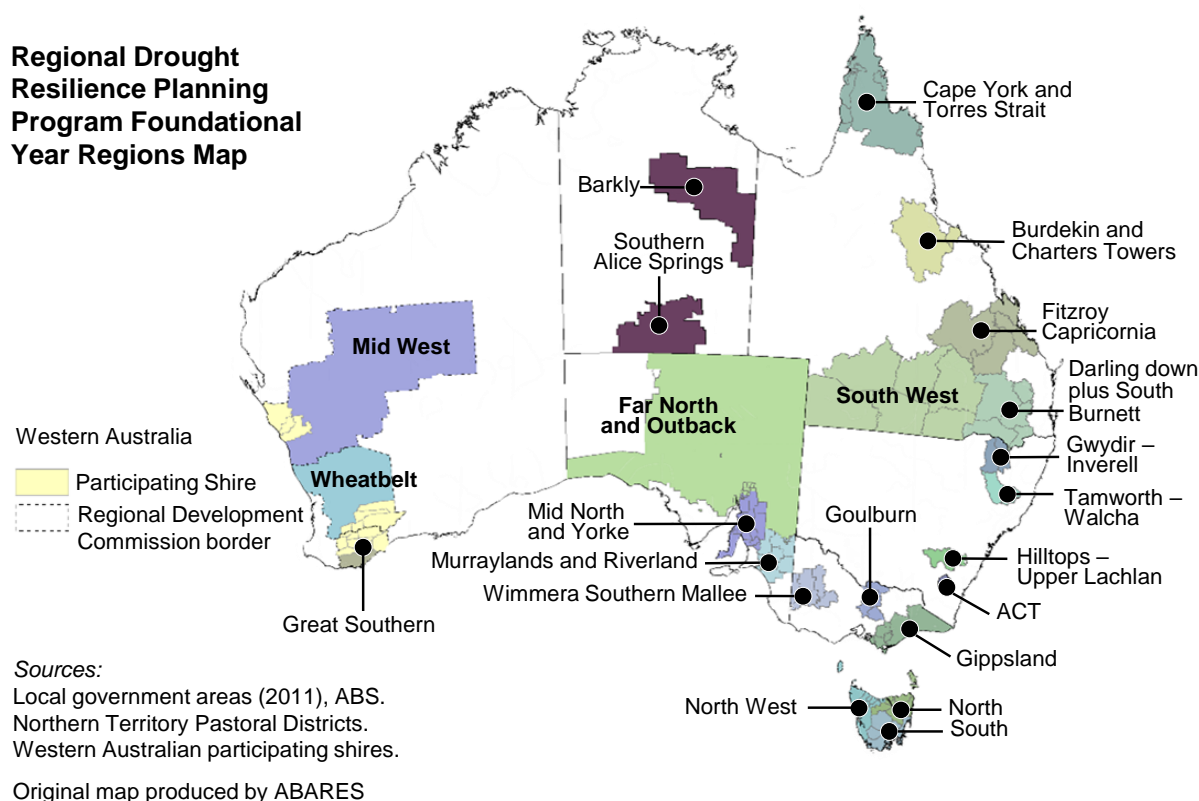 Regional Drought
Resilience Planning
Program Foundational
Year Regions Map
Cape York and
Torres Strait
Barkly
Burdekin and
Charters Towers
Southern
Alice Springs
Fitzroy
Capricornia
Mid West
Darling down
plus South
Burnett
South West
Far North
and Outback
Western Australia
Participating Shire
Regional Development
Commission border
Wheatbelt
Gwydir –
Inverell
Tamworth –
Walcha
Mid North
and Yorke
Goulburn
Murraylands and Riverland
Hilltops –
Upper Lachlan
Wimmera Southern Mallee
ACT
Great Southern
Gippsland
North West
North
South
Sources:
Local government areas (2011), ABS.
Northern Territory Pastoral Districts.
Western Australian participating shires.
Original map produced by ABARES